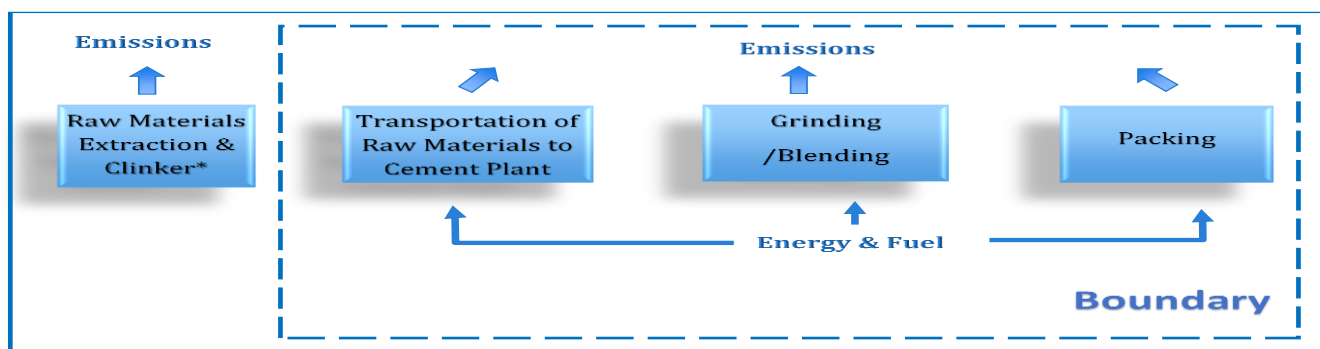 Emissions
Raw Materials
Extraction &
Clinker*
Emissions
Transportation of
Raw Materials to
Cement Plant
Grinding
/Blending
Packing
Energy & Fuel
Boundary